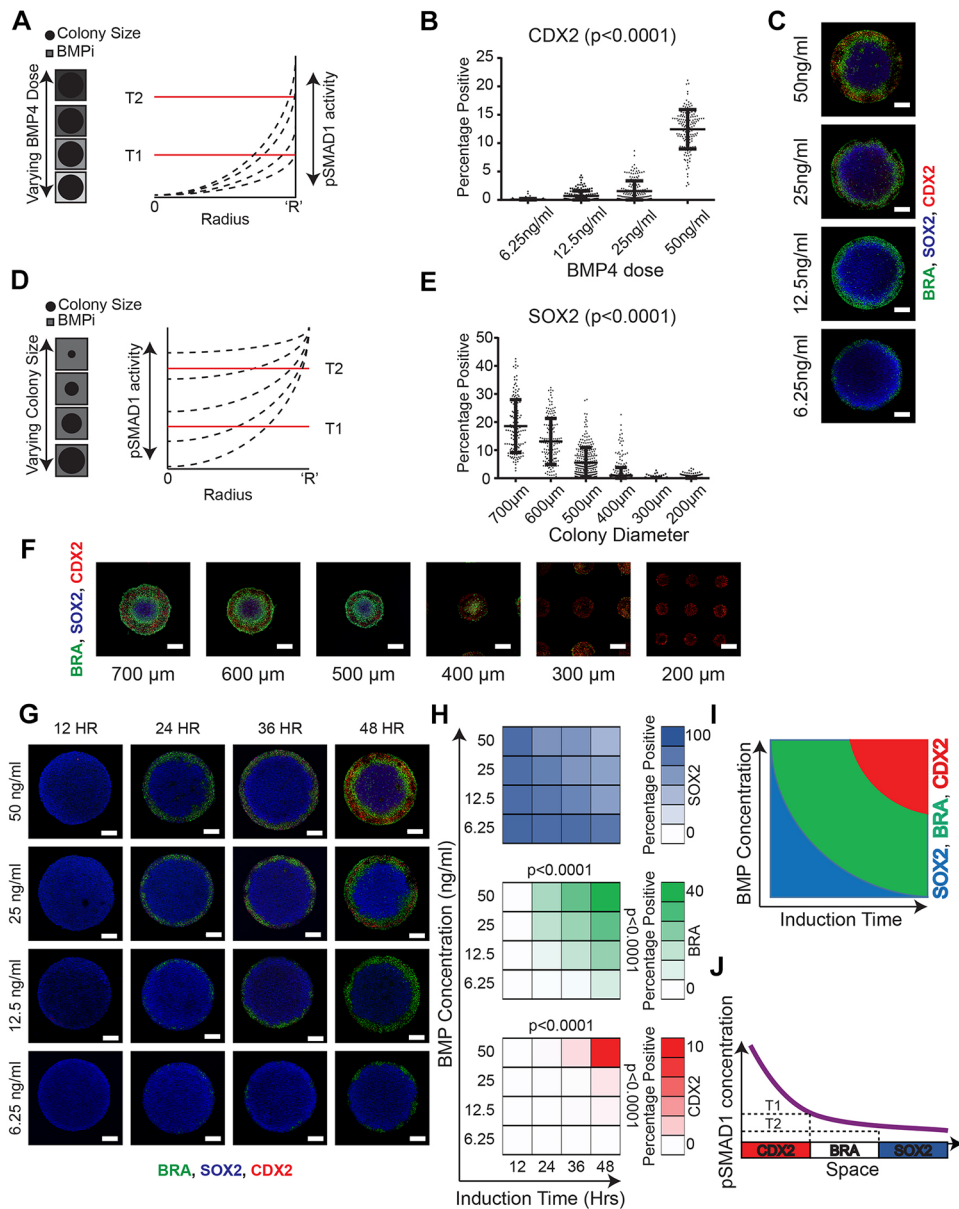 A
Colony Size
BMPi
Varying BMP4 Dose
T2
T1
pSMAD1 activity
0
Radius
'R'
B
CDX2 (p<0.0001)
Percentage Positive
25
20
15
10
5
0
6.25ng/ml
12.5ng/ml
25ng/ml
50ng/ml
BMP4 dose
C
50ng/ml
25ng/ml
12.5ng/ml
6.25ng/ml
BRA, SOX2, CDX2
D
Colony Size
BMPi
Varying Colony Size
pSMAD1 activity
T2
T1
0
Radius
'R'
E
SOX2 (p<0.0001)
Percentage Positive
50
40
30
20
10
0
700μm
600μm
500μm
400μm
300μm
200μm
Colony Diameter
F
BRA, SOX2, CDX2
700 μm
600 μm
500 μm
400 μm
300 μm
200 μm
G
12 HR
24 HR
36 HR
48 HR
50 ng/ml
25 ng/ml
12.5 ng/ml
6.25 ng/ml
BRA, SOX2, CDX2
H
BMP Concentration (ng/ml)
50
25
12.5
6.25
Percentage Positive
SOX2
100
0
p<0.0001
50
25
12.5
6.25
p<0.0001
Percentage Positive
BRA
40
0
p<0.0001
50
25
12.5
6.25
p<0.0001
Percentage Positive
CDX2
10
0
12
24
36
48
Induction Time (Hrs)
I
BMP Concentration
Induction Time
SOX2, BRA, CDX2
J
pSMAD1 concentration
T1
T2
CDX2
BRA
SOX2
Space